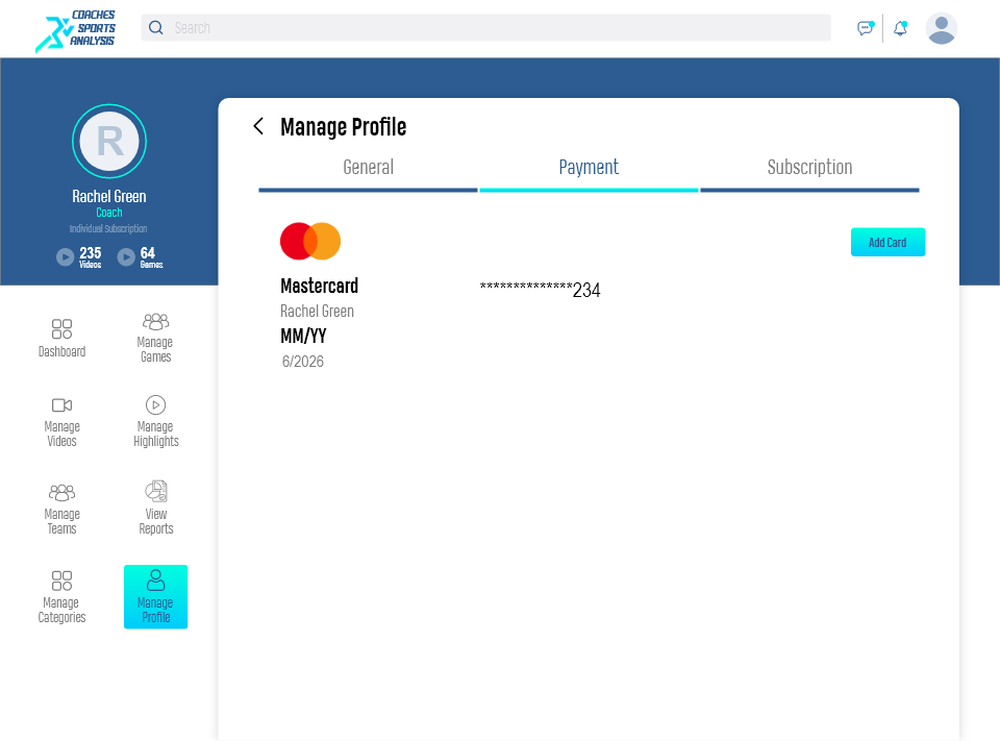 COACHES
SPORTS
ANALYSIS
Search
R
Rachel Green
Coach
Individual Subscription
235
Videos
64
Games
Dashboard
Manage
Games
Manage
Videos
Manage
Highlights
Manage
Teams
View
Reports
Manage
Categories
Manage
Profile
Manage Profile
General
Payment
Subscription
Add Card
Mastercard
**************234
Rachel Green
MM/YY
6/2026